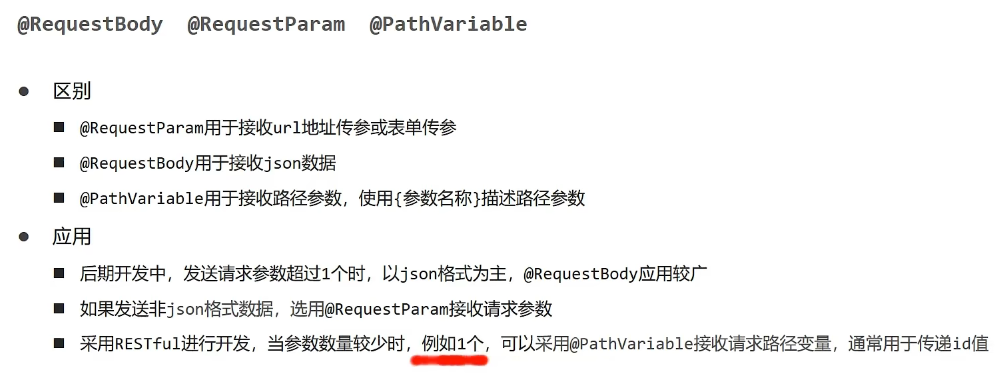 @RequestBody @RequestParam @PathVariable
区别
@RequestParam用于接收url地址传参或表单传参
@RequestBody用于接收json数据
@PathVariable用于接收路径参数，使用{参数名称}描述路径参数
应用
后期开发中，发送请求参数超过1个时，以json格式为主，@RequestBody应用较广
如果发送非json格式数据，选用@RequestParam接收请求参数
采用RESTful进行开发，当参数数量较少时，例如1个，可以采用@PathVariable接收请求路径变量，通常用于传递id值